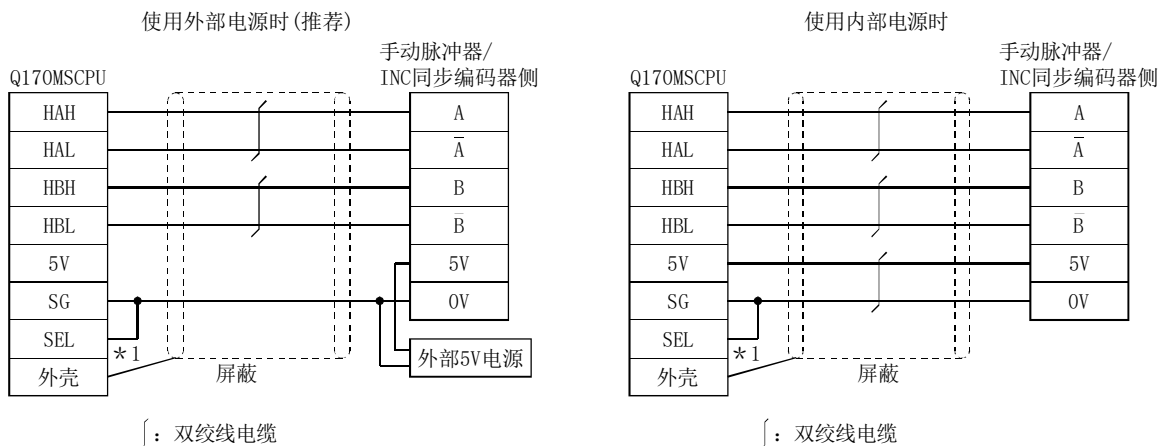 使用外部电源时(推荐)
手动脉冲器/
Q170MSCPU
INC同步编码器侧
HAH
A
HAL
A̅
HBH
B
HBL
B̅
5V
5V
SG
0V
SEL
*1
外部5V电源
外壳
屏蔽
⌠: 双绞线电缆
使用内部电源时
手动脉冲器/
Q170MSCPU
INC同步编码器侧
HAH
A
HAL
A̅
HBH
B
HBL
B̅
5V
5V
SG
0V
SEL
*1
外壳
屏蔽
⌠: 双绞线电缆